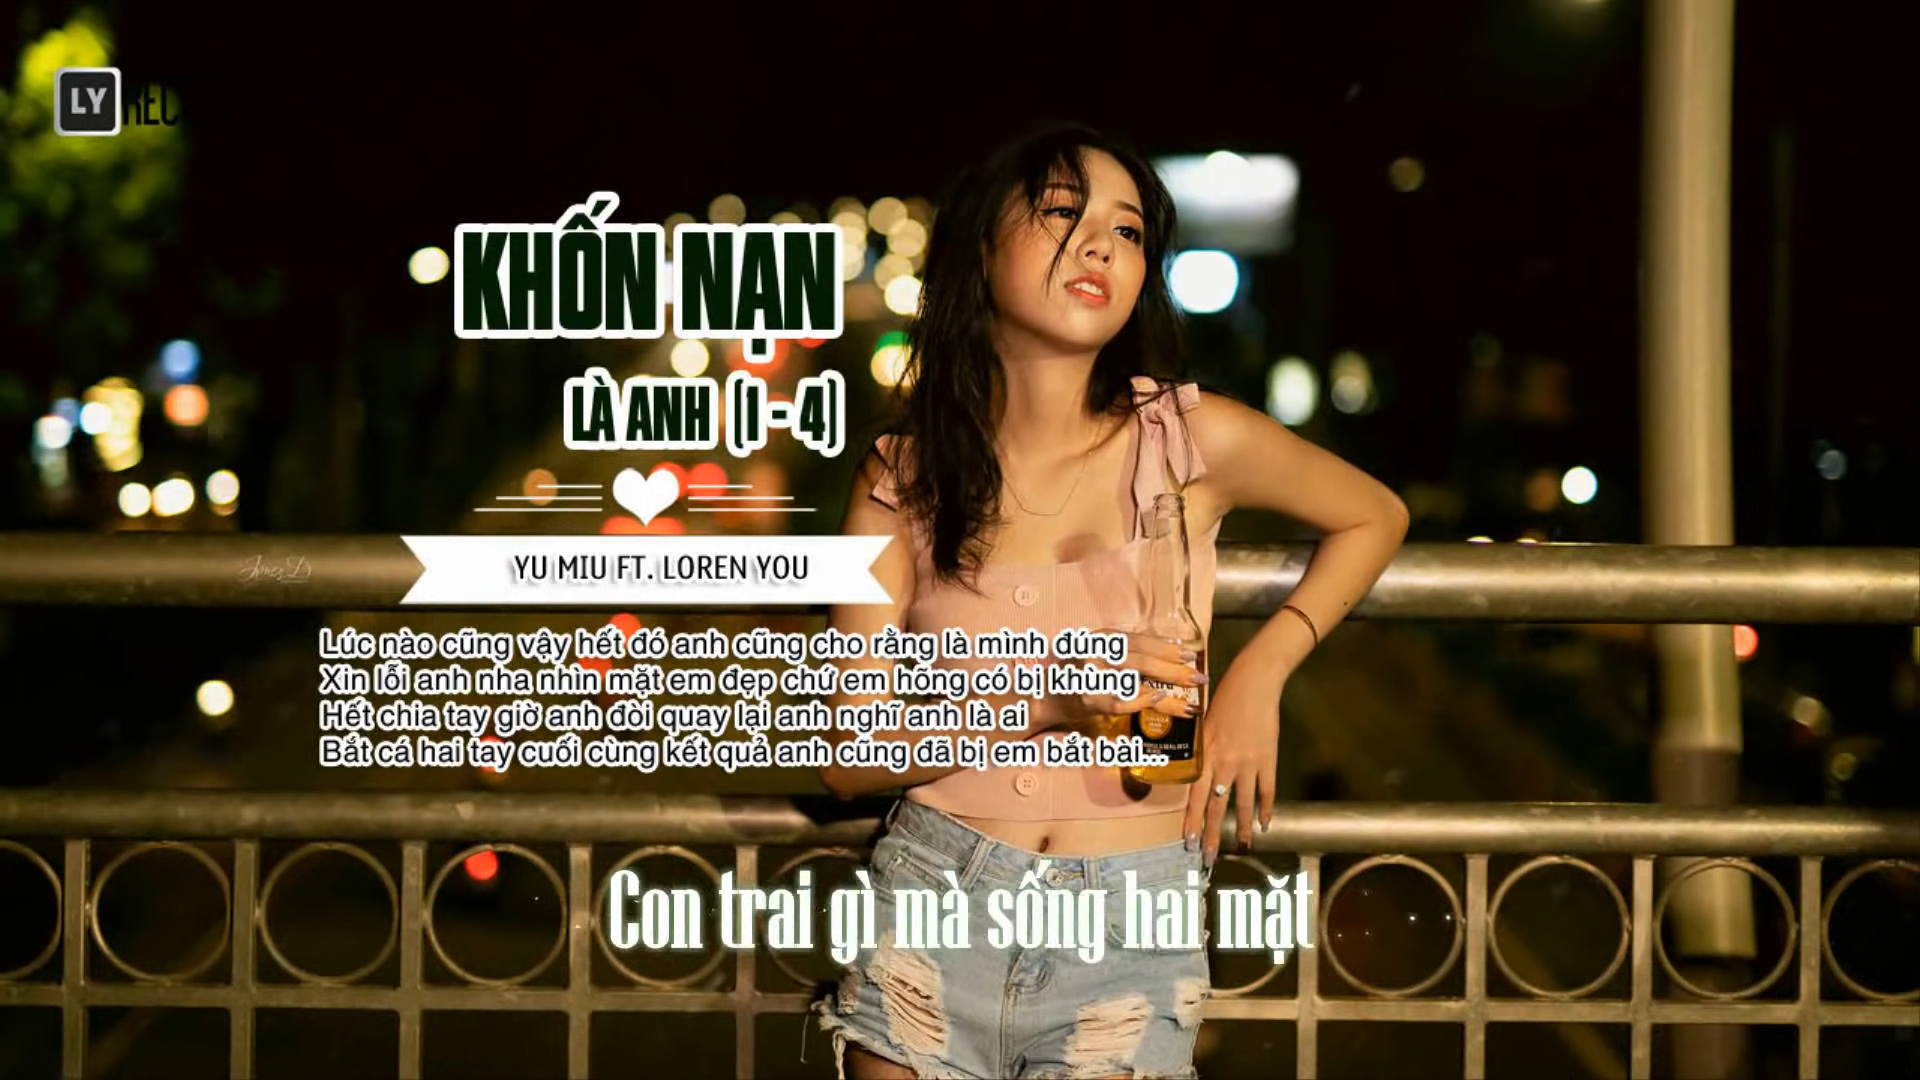 LY REC
KHỐN NẠN
LÀ ANH (1 - 4)
YU MIU FT. LOREN YOU
James.D
Lúc nào cũng vậy hết đó anh cũng cho rằng là mình đúng
Xin lỗi anh nha nhìn mặt em đẹp chứ em hõng có bị khùng
Hết chia tay giờ anh đòi quay lại anh nghĩ anh là ai
Bắt cá hai tay cuối cùng kết quả anh cũng đã bị em bắt bài...
Con trai gì mà sống hai mặt